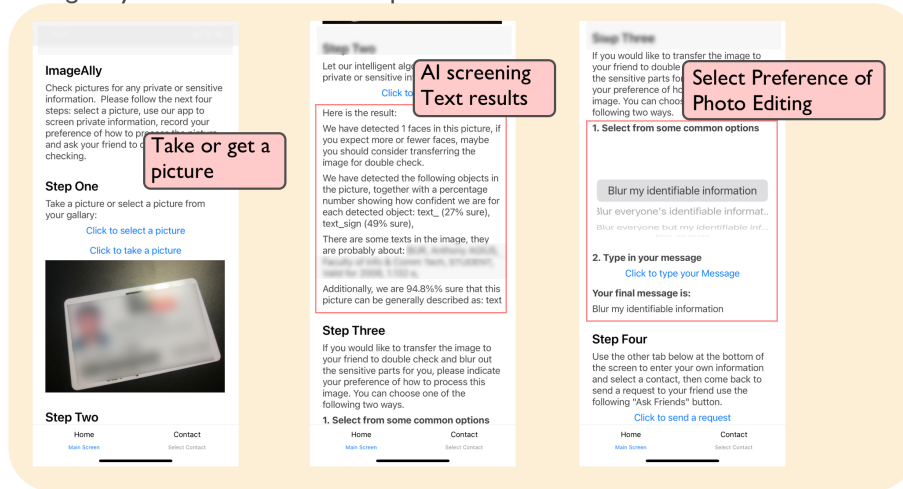 ImageAlly
Check pictures for any private or sensitive
information. Please follow the next four
steps: select a picture, use our app to
screen private information, record your
preference of how to
and ask your friend to
checking.
Take or get a
picture
Step One
Take a picture or select a picture from
your gallary:
Click to select a picture
Click to take a picture
Step Two
Home
Contact
Main Screen
Select Contact
Step Two
Let our intelligent
private or sensitive
Click to
AI screening
Text results
Here is the result:
We have detected 1 faces in this picture, if
you expect more or fewer faces, maybe
you should consider transferring the
image for double check.
We have detected the following objects in
the picture, together with a percentage
number showing how confident we are for
each detected object: text_ (27% sure),
text_sign (49% sure),
There are some texts in the image, they
are probably about:
Additionally, we are 94.8%% sure that this
picture can be generally described as: text
Step Three
If you would like to transfer the image to
your friend to double check and blur out
the sensitive parts for you, please indicate
your preference of how to process this
image. You can choose one of the
following two ways.
1. Select from some common options
Home
Contact
Main Screen
Select Contact
Step Three
If you would like to transfer the image to
your friend to double
the sensitive parts
your preference of
image. You can
following two ways.
Select Preference of
Photo Editing
1. Select from some common options
Blur my identifiable information
Blur everyone's identifiable informat..
Blur everyone but my identifiable inf...
2. Type in your message
Click to type your Message
Your final message is:
Blur my identifiable information
Step Four
Use the other tab below at the bottom of
the screen to enter your own information
and select a contact, then come back to
send a request to your friend use the
following "Ask Friends" button.
Click to send a request
Home
Contact
Main Screen
Select Contact